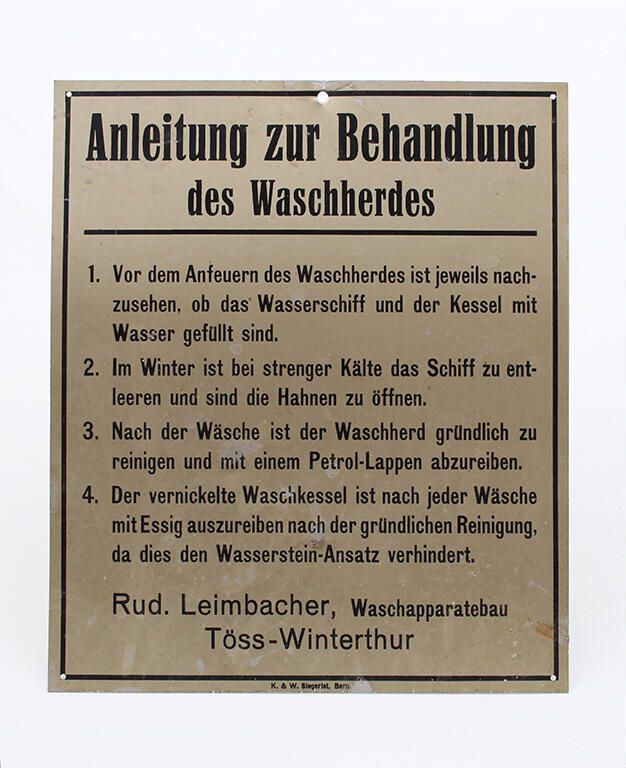 Anleitung zur Behandlung
des Waschherdes
1. Vor dem Anfeuern des Waschherdes ist jeweils nach-
zusehen, ob das Wasserschiff und der Kessel mit
Wasser gefüllt sind.
2. Im Winter ist bei strenger Kälte das Schiff zu ent-
leeren und sind die Hahnen zu öffnen.
3. Nach der Wäsche ist der Waschherd gründlich zu
reinigen und mit einem Petrol-Lappen abzureiben.
4. Der vernickelte Waschkessel ist nach jeder Wäsche
mit Essig auszureiben nach der gründlichen Reinigung,
da dies den Wasserstein-Ansatz verhindert.
Rud. Leimbacher, Waschapparatebau
Töss-Winterthur
K. & W. Siegerist, Bern